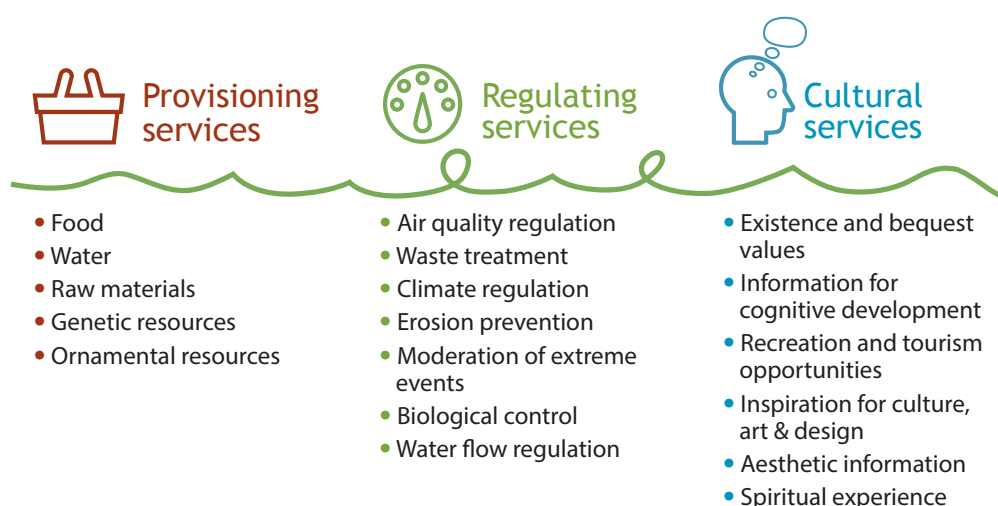 Provisioning
services
• Food
• Water
• Raw materials
• Genetic resources
• Ornamental resources
Regulating
services
• Air quality regulation
• Waste treatment
• Climate regulation
• Erosion prevention
• Moderation of extreme
events
• Biological control
• Water flow regulation
Cultural
services
• Existence and bequest
values
• Information for
cognitive development
• Recreation and tourism
opportunities
• Inspiration for culture,
art & design
• Aesthetic information
• Spiritual experience